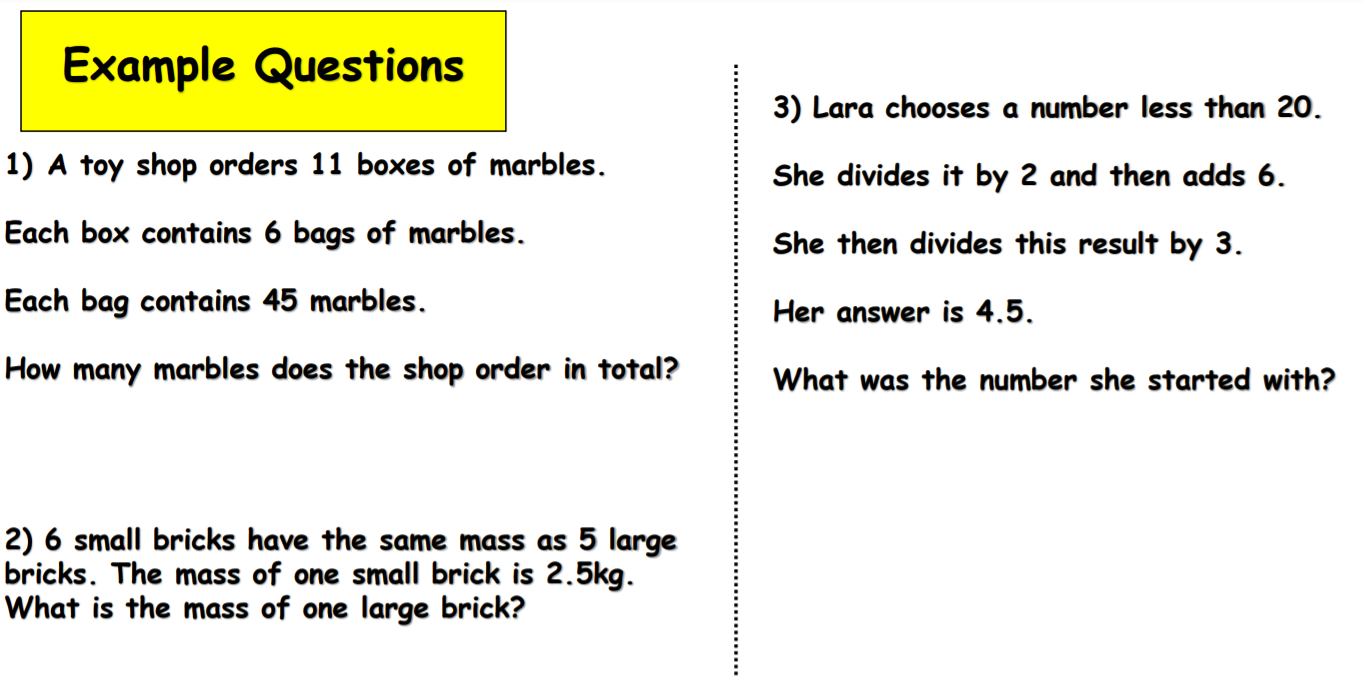 Example Questions
1) A toy shop orders 11 boxes of marbles.
Each box contains 6 bags of marbles.
Each bag contains 45 marbles.
How many marbles does the shop order in total?
2) 6 small bricks have the same mass as 5 large
bricks. The mass of one small brick is 2.5kg.
What is the mass of one large brick?
3) Lara chooses a number less than 20.
She divides it by 2 and then adds 6.
She then divides this result by 3.
Her answer is 4.5.
What was the number she started with?